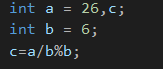 int a = 26,c;
int b = 6;
c=a/b%b;